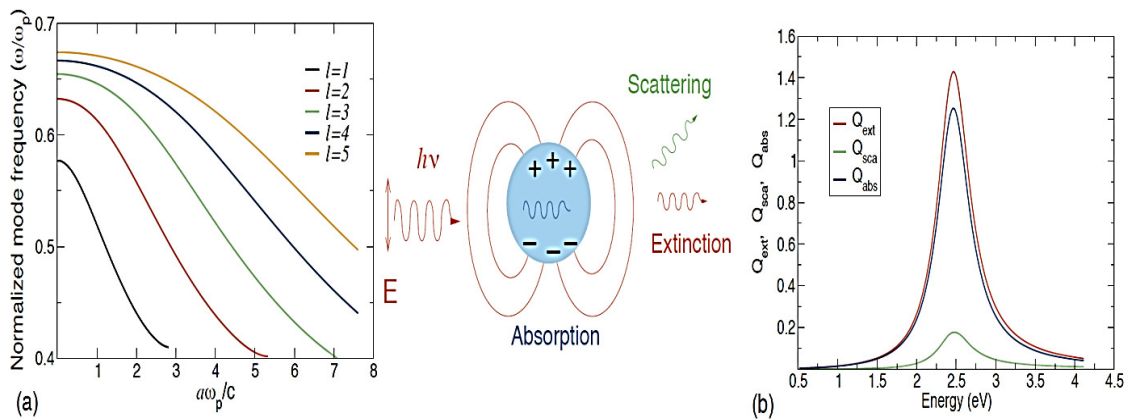 Normalized mode frequency (ω/ωp)
0.7
0.6
0.5
0.4
l=1
l=2
l=3
l=4
l=5
1 2 3 4 5 6 7 8
aωp/c
(a)
hν
E
+ + +
− − −
Absorption
Scattering
Extinction
Qext, Qsca, Qabs
1.6
1.4
1.2
1
0.8
0.6
0.4
0.2
Qext
Qsca
Qabs
0.5 1 1.5 2 2.5 3 3.5 4 4.5
Energy (eV)
(b)